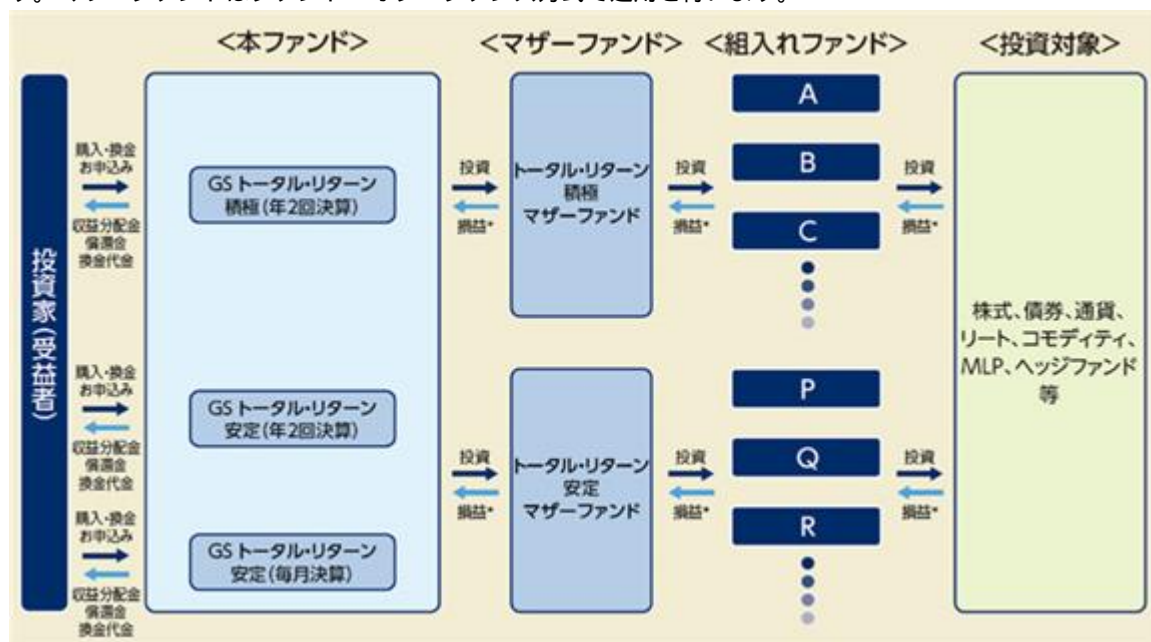 <本ファンド>
<マザーファンド>
<組入れファンド>
<投資対象>
投資家(受益者)
購入・換金
お申込み
収益分配金
償還金
換金代金
GS トータル・リターン
積極(年2回決算)
投資
損益*
トータル・リターン
積極
マザーファンド
投資
損益*
A
B
C
投資
損益*
購入・換金
お申込み
収益分配金
償還金
換金代金
GS トータル・リターン
安定(年2回決算)
購入・換金
お申込み
収益分配金
償還金
換金代金
GS トータル・リターン
安定(毎月決算)
投資
損益*
トータル・リターン
安定
マザーファンド
投資
損益*
P
Q
R
投資
損益*
株式、債券、通貨、
リート、コモディティ、
MLP、ヘッジファンド
等